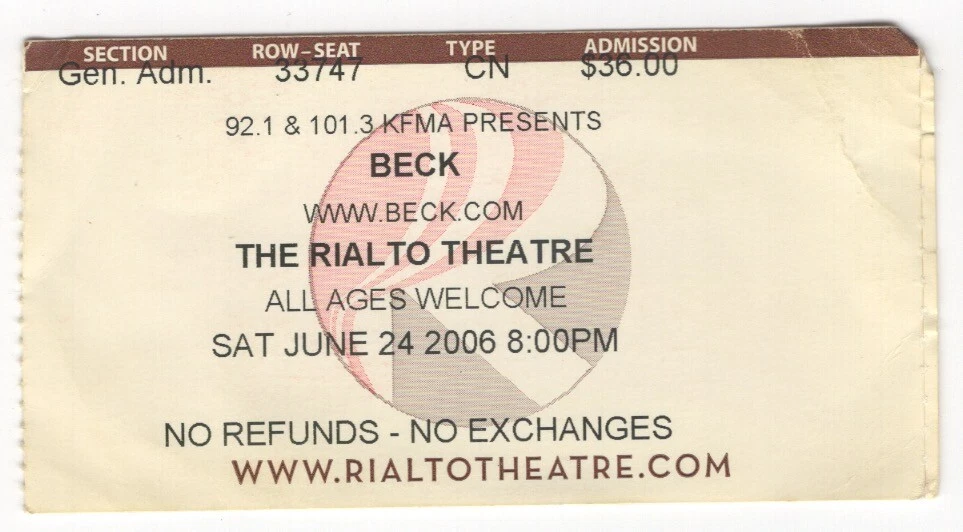 SECTION ROW-SEAT TYPE ADMISSION
Gen. Adm. 33747 CN $36.00
92.1 & 101.3 KFMA PRESENTS
BECK
WWW.BECK.COM
THE RIALTO THEATRE
ALL AGES WELCOME
SAT JUNE 24 2006 8:00PM
NO REFUNDS - NO EXCHANGES
WWW.RIALTOTHEATRE.COM